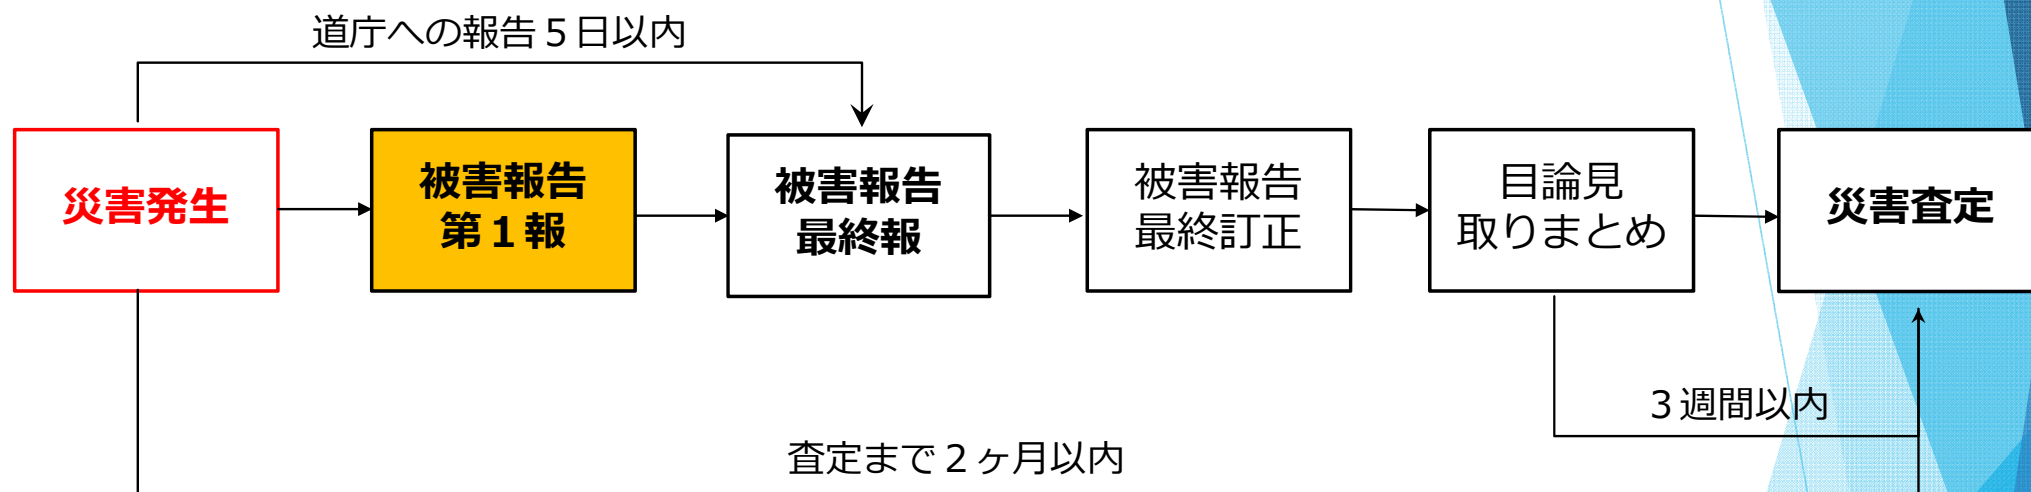 道庁への報告５日以内
災害発生
被害報告
第１報
被害報告
最終報
被害報告
最終訂正
目論見
取りまとめ
災害査定
３週間以内
査定まで２ヶ月以内